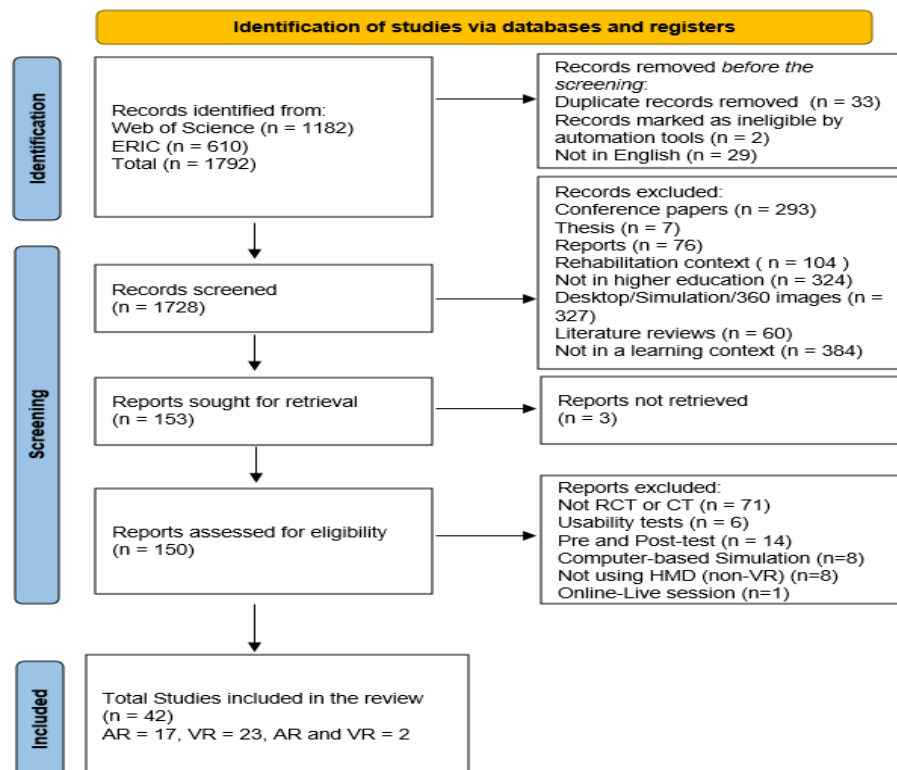 Identification of studies via databases and registers
Identification
Records identified from:
Web of Science (n = 1182)
ERIC (n = 610)
Total (n = 1792)
Records removed before the
screening:
Duplicate records removed (n = 33)
Records marked as ineligible by
automation tools (n = 2)
Not in English (n = 29)
Screening
Records screened
(n = 1728)
Records excluded:
Conference papers (n = 293)
Thesis (n = 7)
Reports (n = 76)
Rehabilitation context ( n = 104 )
Not in higher education (n = 324)
Desktop/Simulation/360 images (n =
327)
Literature reviews (n = 60)
Not in a learning context (n = 384)
Reports sought for retrieval
(n = 153)
Reports not retrieved
(n = 3)
Reports assessed for eligibility
(n = 150)
Reports excluded:
Not RCT or CT (n = 71)
Usability tests (n = 6)
Pre and Post-test (n = 14)
Computer-based Simulation (n=8)
Not using HMD (non-VR) (n=8)
Online-Live session (n=1)
Included
Total Studies included in the review
(n = 42)
AR = 17, VR = 23, AR and VR = 2